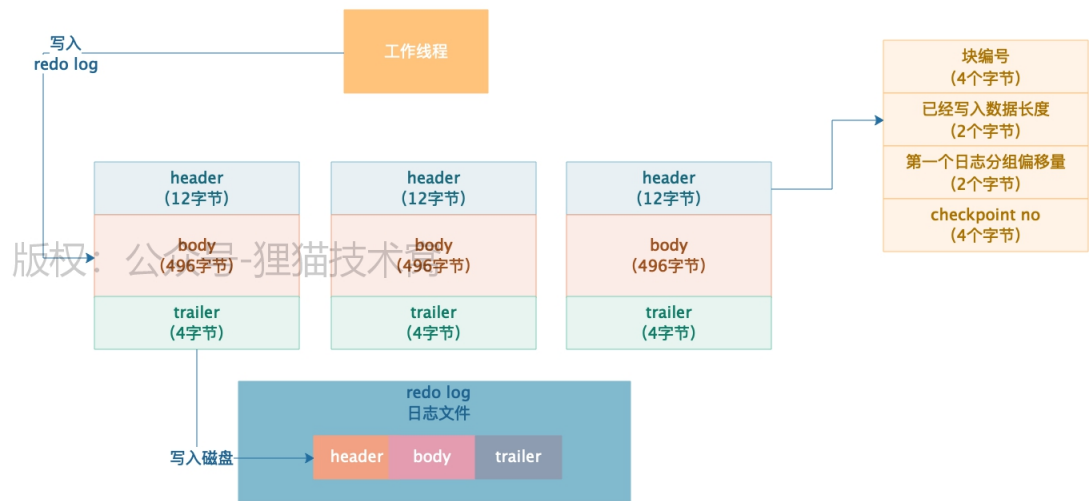 写入
redo log
工作线程
块编号
(4个字节)
已经写入数据长度
(2个字节)
第一个日志分组偏移量
(2个字节)
checkpoint no
(4个字节)
header
(12字节)
header
(12字节)
header
(12字节)
body
(496字节)
body
(496字节)
body
(496字节)
版权：公众号-狸猫技术窝
trailer
(4字节)
trailer
(4字节)
trailer
(4字节)
redo log
日志文件
写入磁盘
header
body
trailer